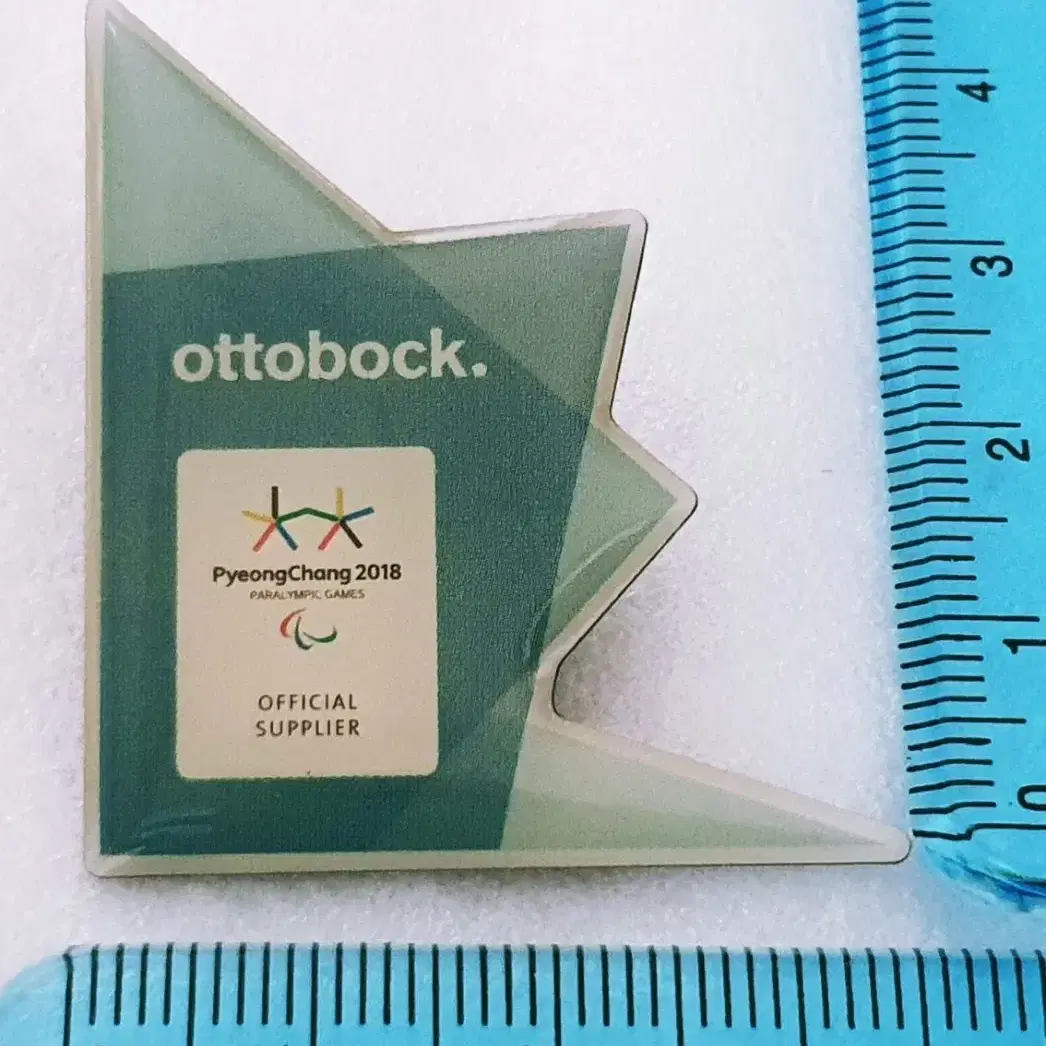 ottobock.
PyeongChang 2018
PARALYMPIC GAMES
OFFICIAL
SUPPLIER
4
3
2
1
0